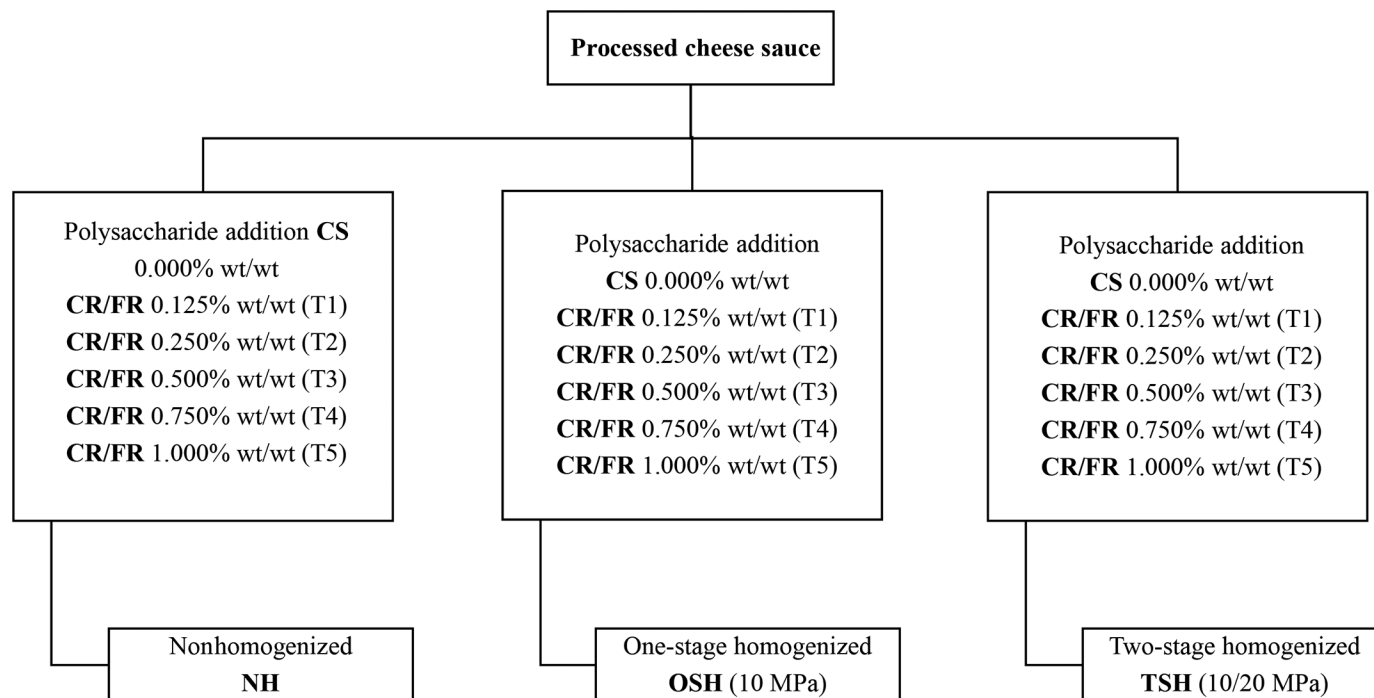 Processed cheese sauce
Polysaccharide addition CS
0.000% wt/wt
CR/FR 0.125% wt/wt (T1)
CR/FR 0.250% wt/wt (T2)
CR/FR 0.500% wt/wt (T3)
CR/FR 0.750% wt/wt (T4)
CR/FR 1.000% wt/wt (T5)
Polysaccharide addition
CS 0.000% wt/wt
CR/FR 0.125% wt/wt (T1)
CR/FR 0.250% wt/wt (T2)
CR/FR 0.500% wt/wt (T3)
CR/FR 0.750% wt/wt (T4)
CR/FR 1.000% wt/wt (T5)
Polysaccharide addition
CS 0.000% wt/wt
CR/FR 0.125% wt/wt (T1)
CR/FR 0.250% wt/wt (T2)
CR/FR 0.500% wt/wt (T3)
CR/FR 0.750% wt/wt (T4)
CR/FR 1.000% wt/wt (T5)
Nonhomogenized
NH
One-stage homogenized
OSH (10 MPa)
Two-stage homogenized
TSH (10/20 MPa)